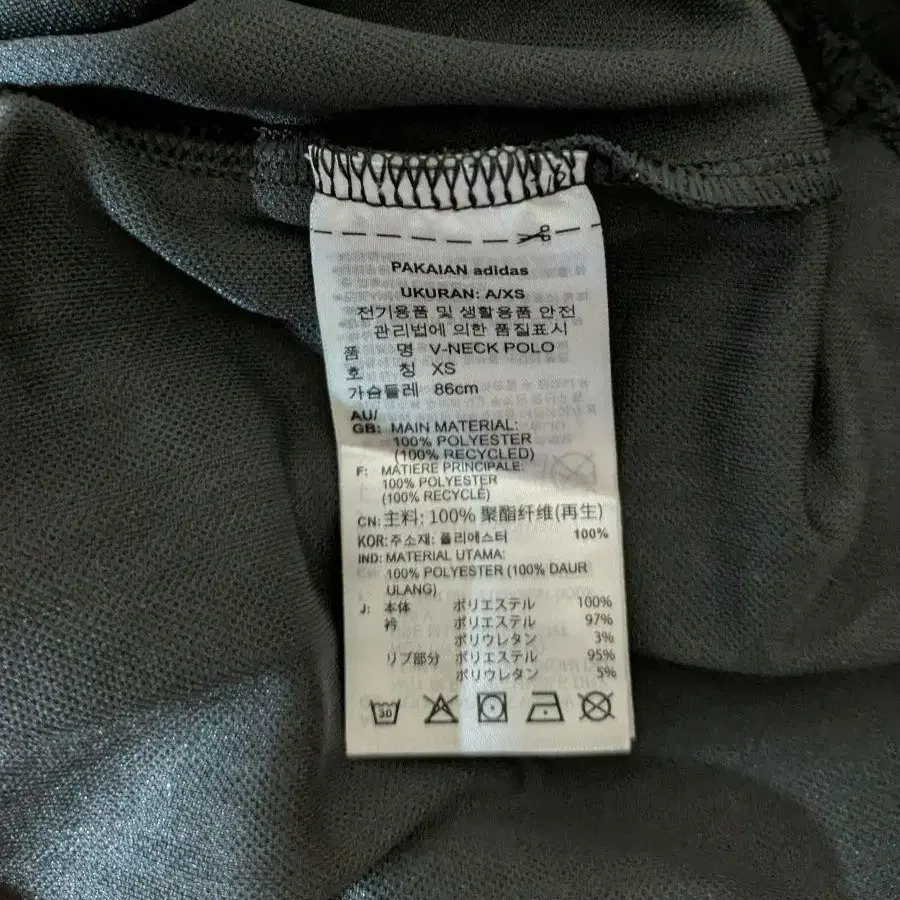 PAKAIAN adidas
UKURAN: A/XS
전기용품 및 생활용품 안전
관리법에 의한 품질표시
품 명 V-NECK POLO
호 칭 XS
가슴둘레 86cm
AU/
GB: MAIN MATERIAL:
100% POLYESTER
(100% RECYCLED)
F: MATIERE PRINCIPALE:
100% POLYESTER
(100% RECYCLÉ)
CN: 主料: 100% 聚酯纤维(再生)
KOR: 주소재: 폴리에스터 100%
IND: MATERIAL UTAMA:
100% POLYESTER (100% DAUR
ULANG)
J: 本体 ポリエステル 100%
衿 ポリエステル 97%
ポリウレタン 3%
リブ部分 ポリエステル 95%
ポリウレタン 5%
30